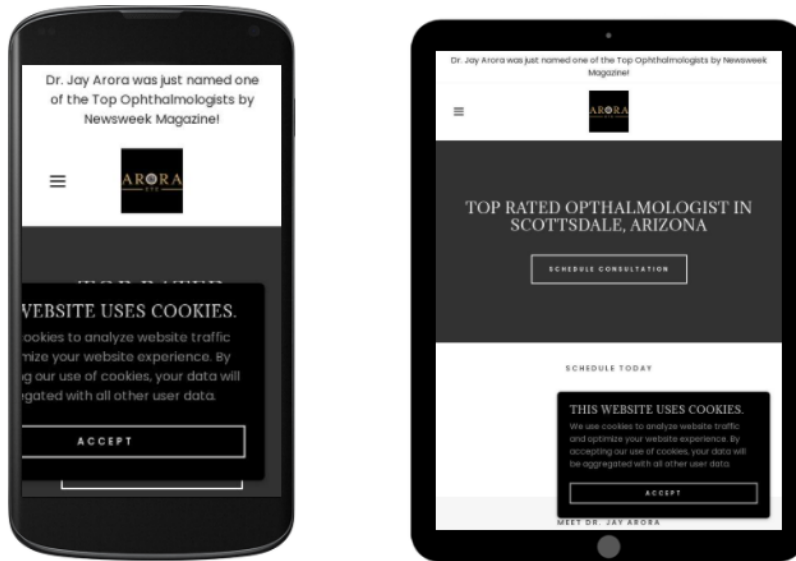 Dr. Jay Arora was just named one
of the Top Ophthalmologists by
Newsweek Magazine!
ARORA
EYE
WEBSITE USES COOKIES.
ookies to analyze website traffic
mize your website experience. By
g our use of cookies, your data will
egated with all other user data.
ACCEPT
Dr. Jay Arora was just named one of the Top Ophthalmologists by Newsweek
Magazine!
ARORA
TOP RATED OPTHALMOLOGIST IN
SCOTTSDALE, ARIZONA
SCHEDULE CONSULTATION
SCHEDULE TODAY
THIS WEBSITE USES COOKIES.
We use cookies to analyze website traffic
and optimize your website experience. By
accepting our use of cookies, your data will
be aggregated with all other user data.
ACCEPT
MEET DR. JAY ARORA